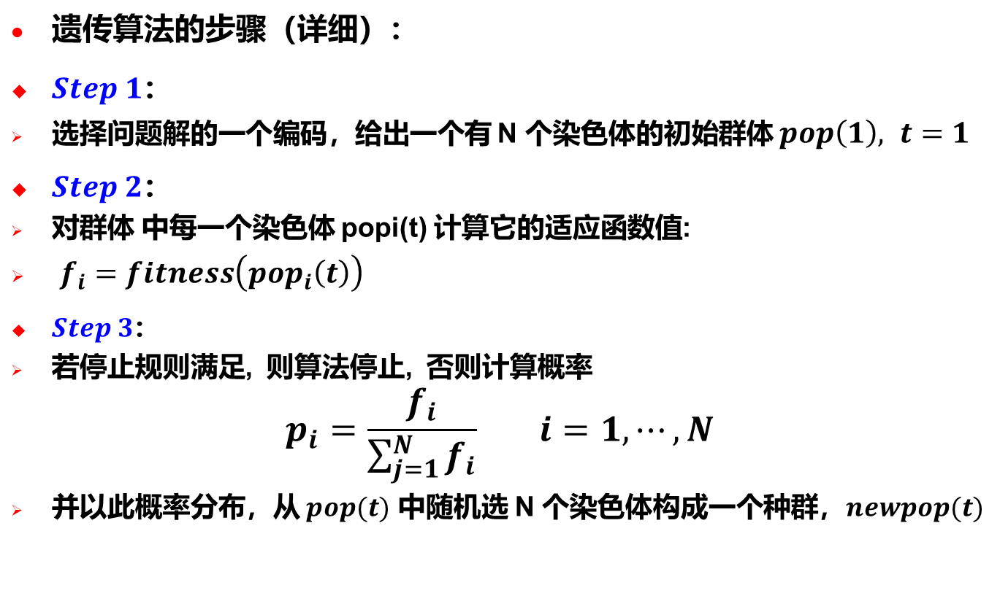 • 遗传算法的步骤（详细）:
◆ Step 1:
➢ 选择问题解的一个编码，给出一个有 N 个染色体的初始群体 pop(1), t = 1
◆ Step 2:
➢ 对群体 中每一个染色体 popi(t) 计算它的适应函数值:
➢ f_i = fitness(pop_i(t))
◆ Step 3:
➢ 若停止规则满足, 则算法停止, 否则计算概率
p_i = \frac{f_i}{\sum_{j=1}^{N} f_i} i = 1, ⋯ , N
➢ 并以此概率分布，从 pop(t) 中随机选 N 个染色体构成一个种群，newpop(t)